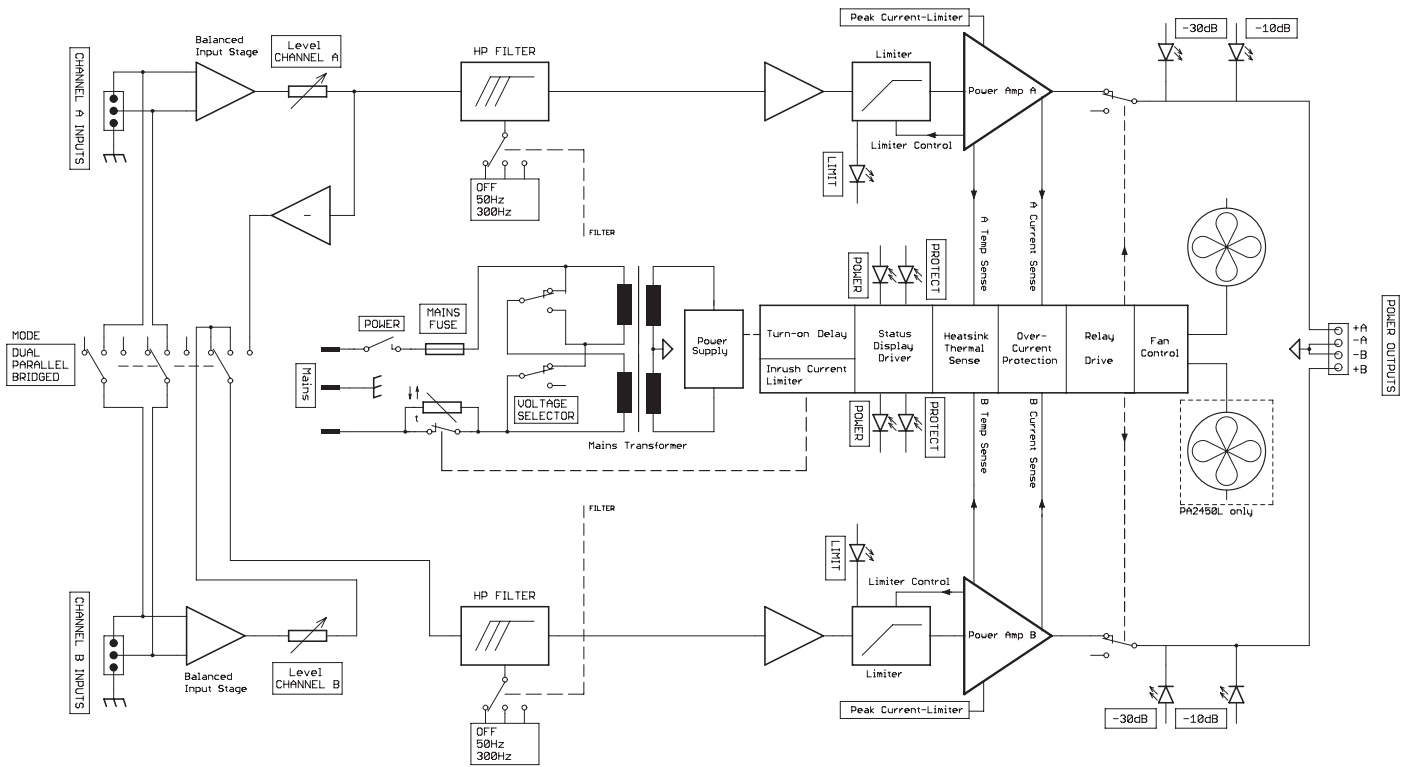 Peak Current-Limiter
-30dB
-10dB
Balanced
Input Stage
Level
CHANNEL A
HP FILTER
Limiter
CHANNEL A INPUTS
Power Amp A
Limiter Control
LIMIT
OFF
50Hz
300Hz
FILTER
A Temp Sense
A Current Sense
-
POWER
PROTECT
MAINS
FUSE
POWER
MODE
DUAL
PARALLEL
BRIDGED
Mains
t
VOLTAGE
SELECTOR
Mains Transformer
Power
Supply
Turn-on Delay
Inrush Current
Limiter
Status
Display
Driver
Heatsink
Thermal
Sense
Over-
Current
Protection
Relay
Drive
Fan
Control
+A
-A
-B
+B
POWER OUTPUTS
POWER
PROTECT
B Temp Sense
B Current Sense
PA2450L only
FILTER
LIMIT
Limiter Control
HP FILTER
CHANNEL B INPUTS
Power Amp B
Balanced
Input Stage
Level
CHANNEL B
Limiter
Peak Current-Limiter
-30dB
-10dB
OFF
50Hz
300Hz